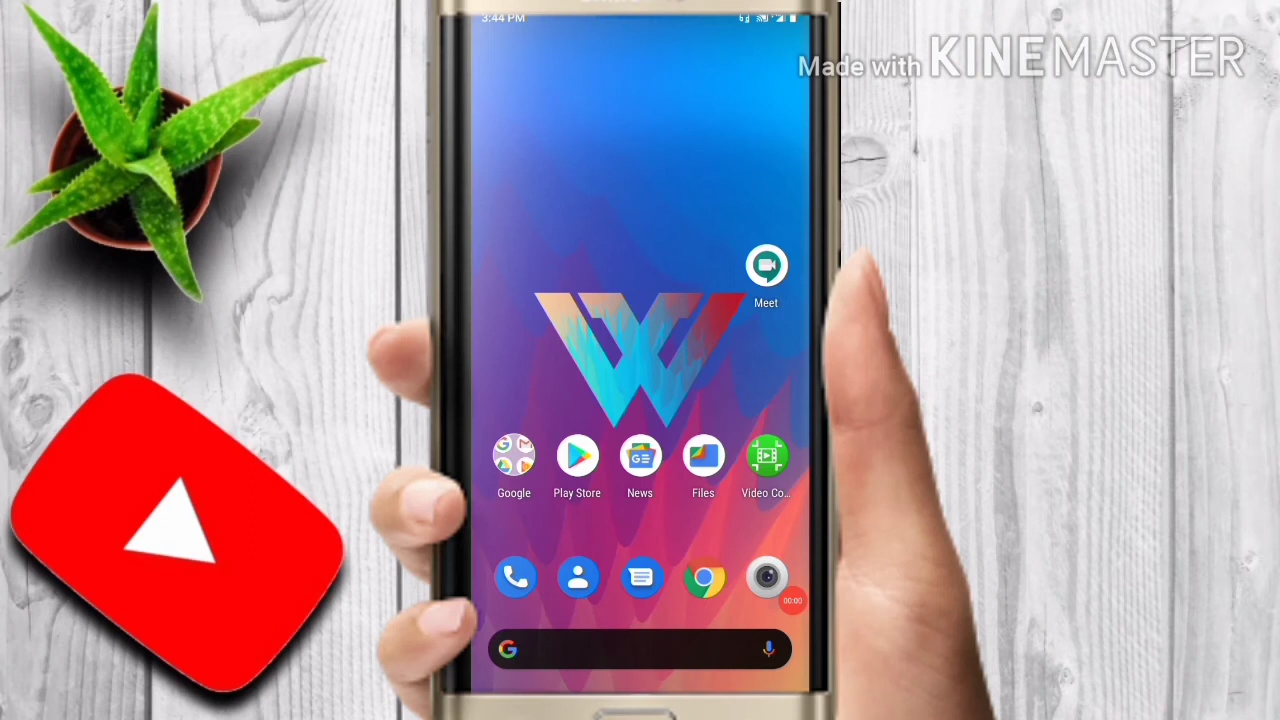 3:44 PM
Made with KINEMASTER
Meet
Google
Play Store
News
Files
Video Co...
00:00